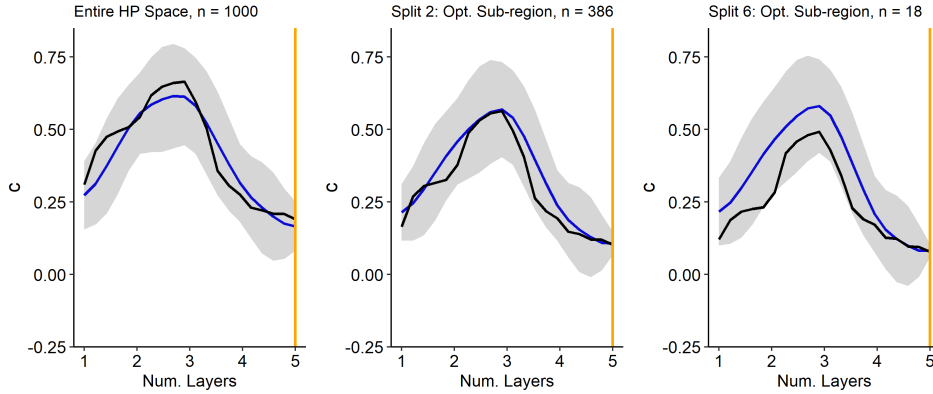 Entire HP Space, n = 1000
c
0.75
0.50
0.25
0.00
-0.25
1 2 3 4 5
Num. Layers
Split 2: Opt. Sub-region, n = 386
c
0.75
0.50
0.25
0.00
-0.25
1 2 3 4 5
Num. Layers
Split 6: Opt. Sub-region, n = 18
c
0.75
0.50
0.25
0.00
-0.25
1 2 3 4 5
Num. Layers